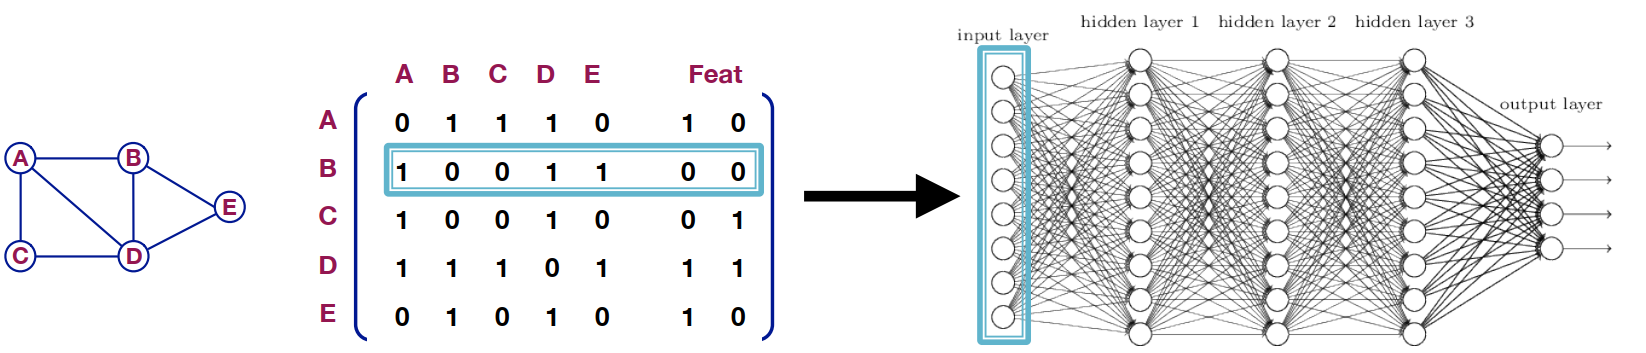 A B
C D
E
A B C D E Feat
A 0 1 1 1 0 1 0
B 1 0 0 1 1 0 0
C 1 0 0 1 0 0 1
D 1 1 1 0 1 1 1
E 0 1 0 1 0 1 0
input layer
hidden layer 1 hidden layer 2 hidden layer 3
output layer